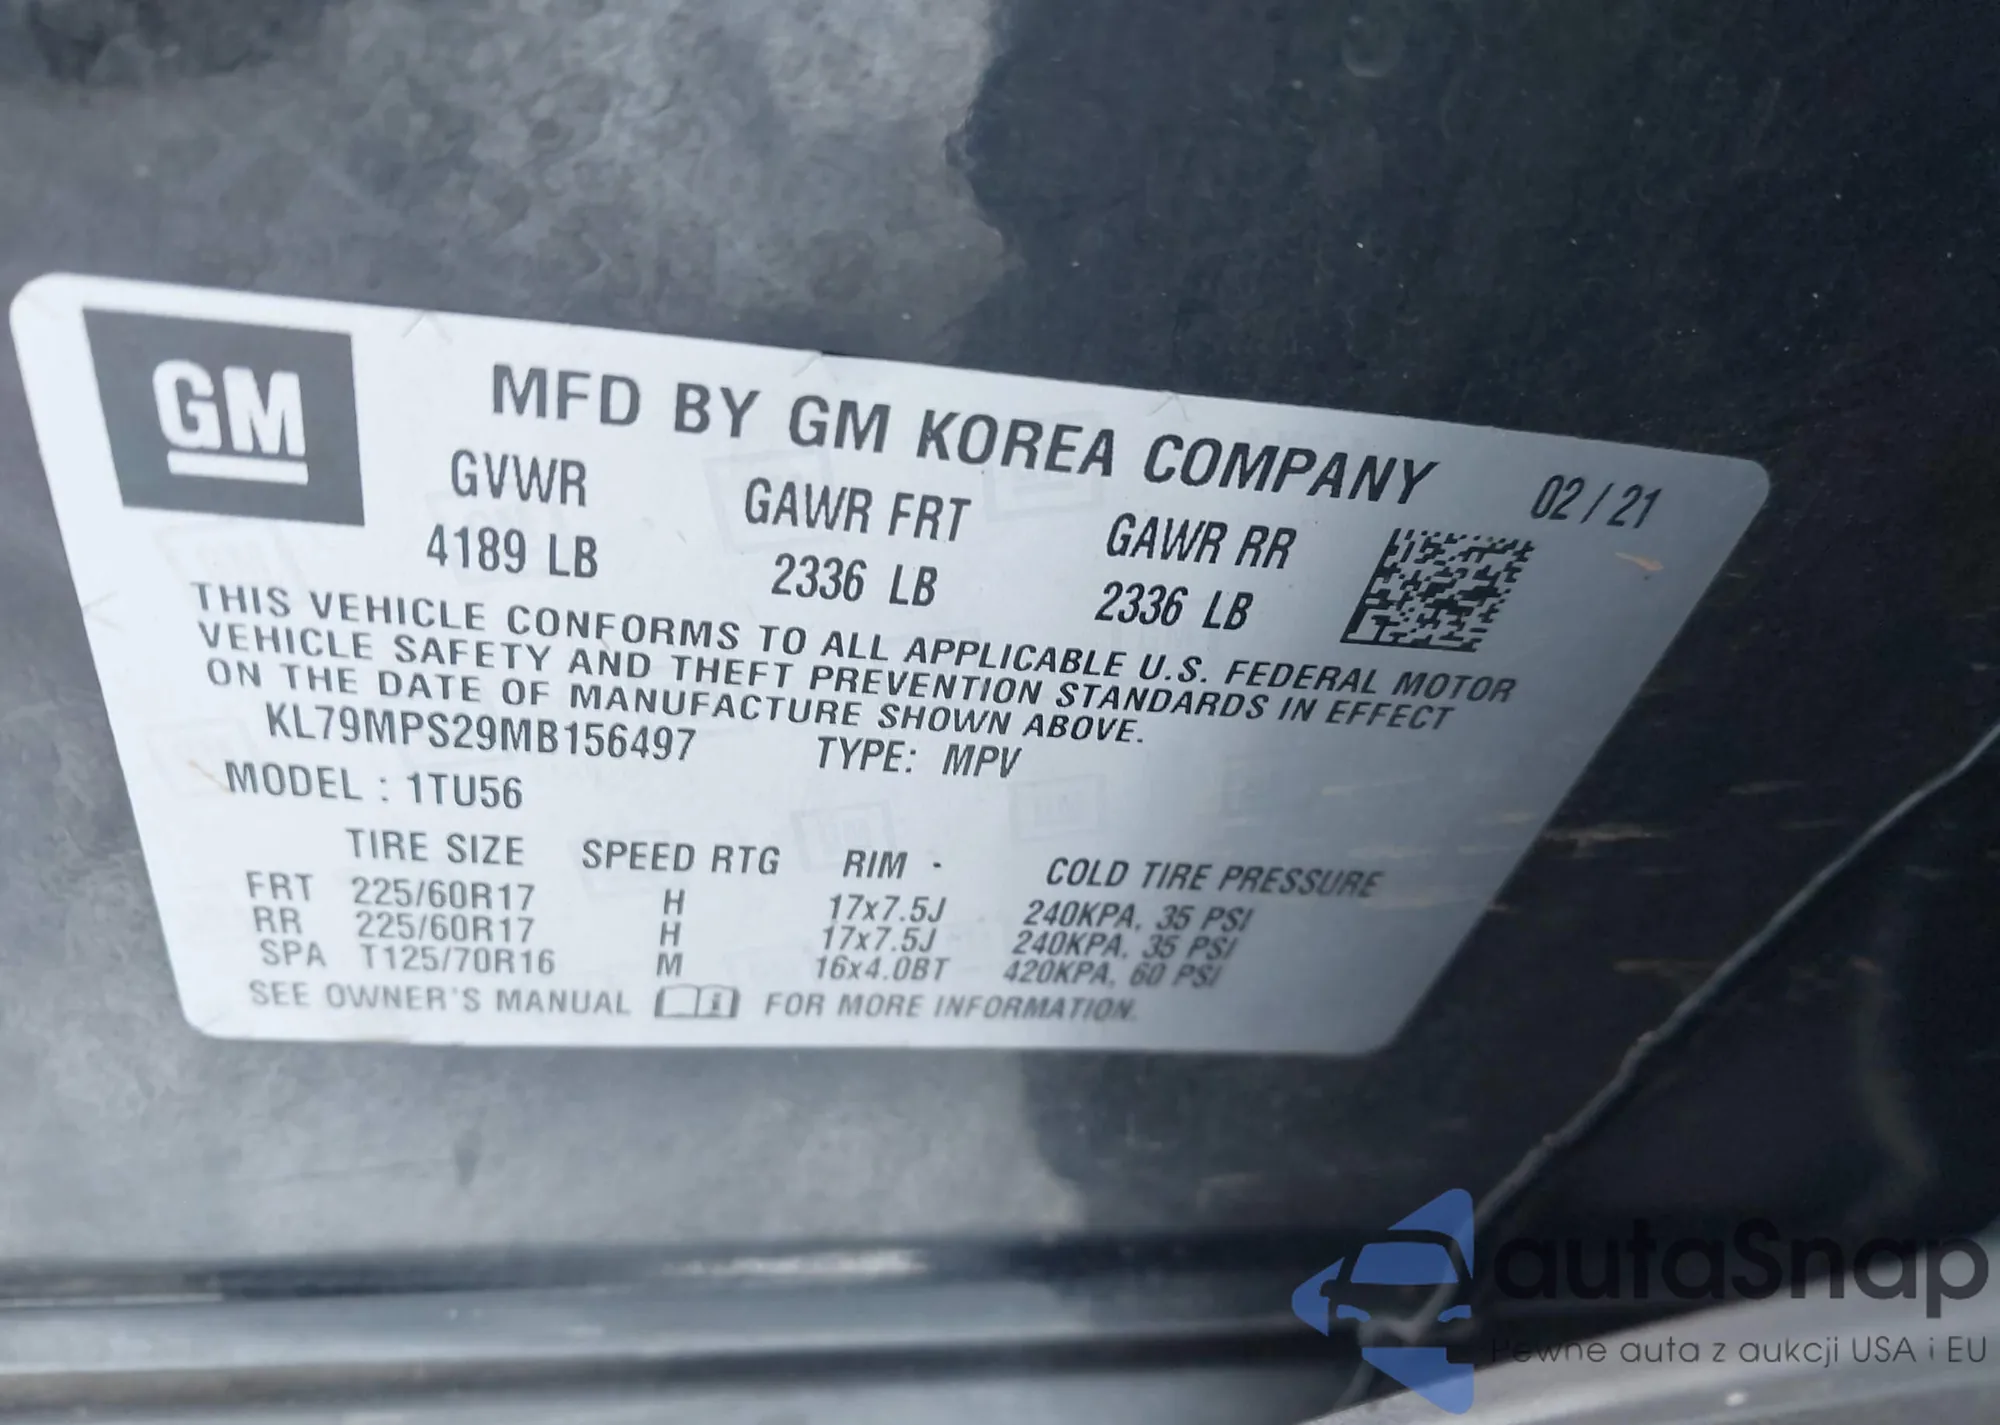 GM
MFD BY GM KOREA COMPANY 02/21
GVWR GAWR FRT GAWR RR
4189 LB 2336 LB 2336 LB
THIS VEHICLE CONFORMS TO ALL APPLICABLE U.S. FEDERAL MOTOR
VEHICLE SAFETY AND THEFT PREVENTION STANDARDS IN EFFECT
ON THE DATE OF MANUFACTURE SHOWN ABOVE.
KL79MPS29MB156497 TYPE: MPV
MODEL : 1TU56
TIRE SIZE SPEED RTG RIM - COLD TIRE PRESSURE
FRT 225/60R17 H 17x7.5J 240KPA, 35 PSI
RR 225/60R17 H 17x7.5J 240KPA, 35 PSI
SPA T125/70R16 M 16x4.0BT 420KPA, 60 PSI
SEE OWNER'S MANUAL FOR MORE INFORMATION.
autaSnap
Pewne auta z aukcji USA i EU